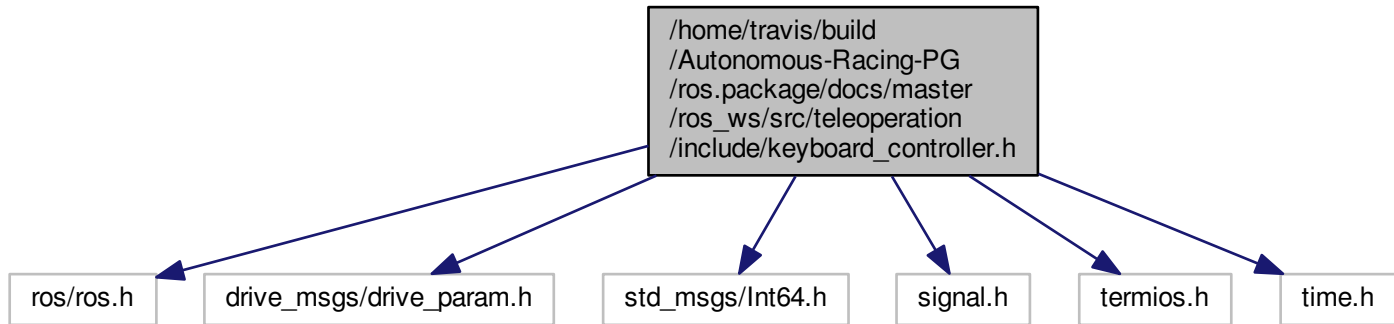 /home/travis/build
/Autonomous-Racing-PG
/ros.package/docs/master
/ros_ws/src/teleoperation
/include/keyboard_controller.h
ros/ros.h
drive_msgs/drive_param.h
std_msgs/Int64.h
signal.h
termios.h
time.h